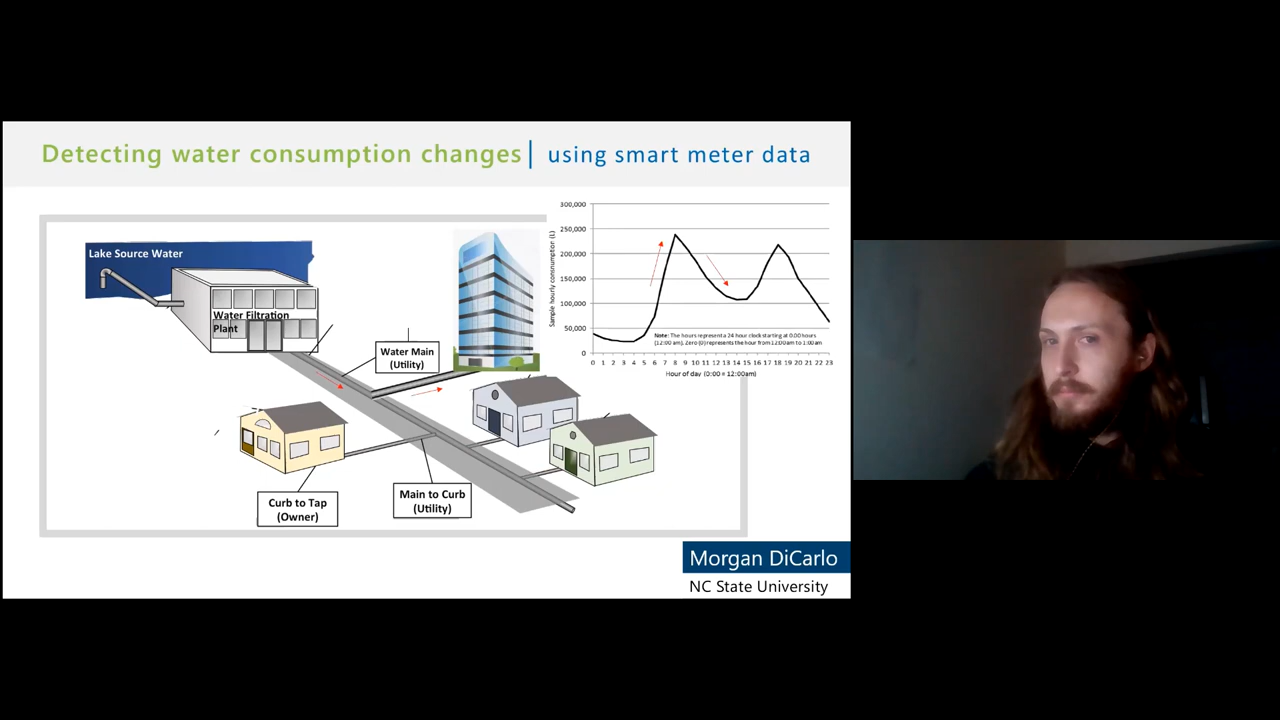 Detecting water consumption changes | using smart meter data
Lake Source Water
Water Filtration
Plant
Water Main
(Utility)
Curb to Tap
(Owner)
Main to Curb
(Utility)
Sample hourly consumption (L)
300,000
250,000
200,000
150,000
100,000
50,000
0
Note: The hours represent a 24 hour clock starting at 0:00 hours
(12:00 am). Zero (0) represents the hour from 12:00am to 1:00am
0 1 2 3 4 5 6 7 8 9 10 11 12 13 14 15 16 17 18 19 20 21 22 23
Hour of day (0:00 = 12:00am)
Morgan DiCarlo
NC State University